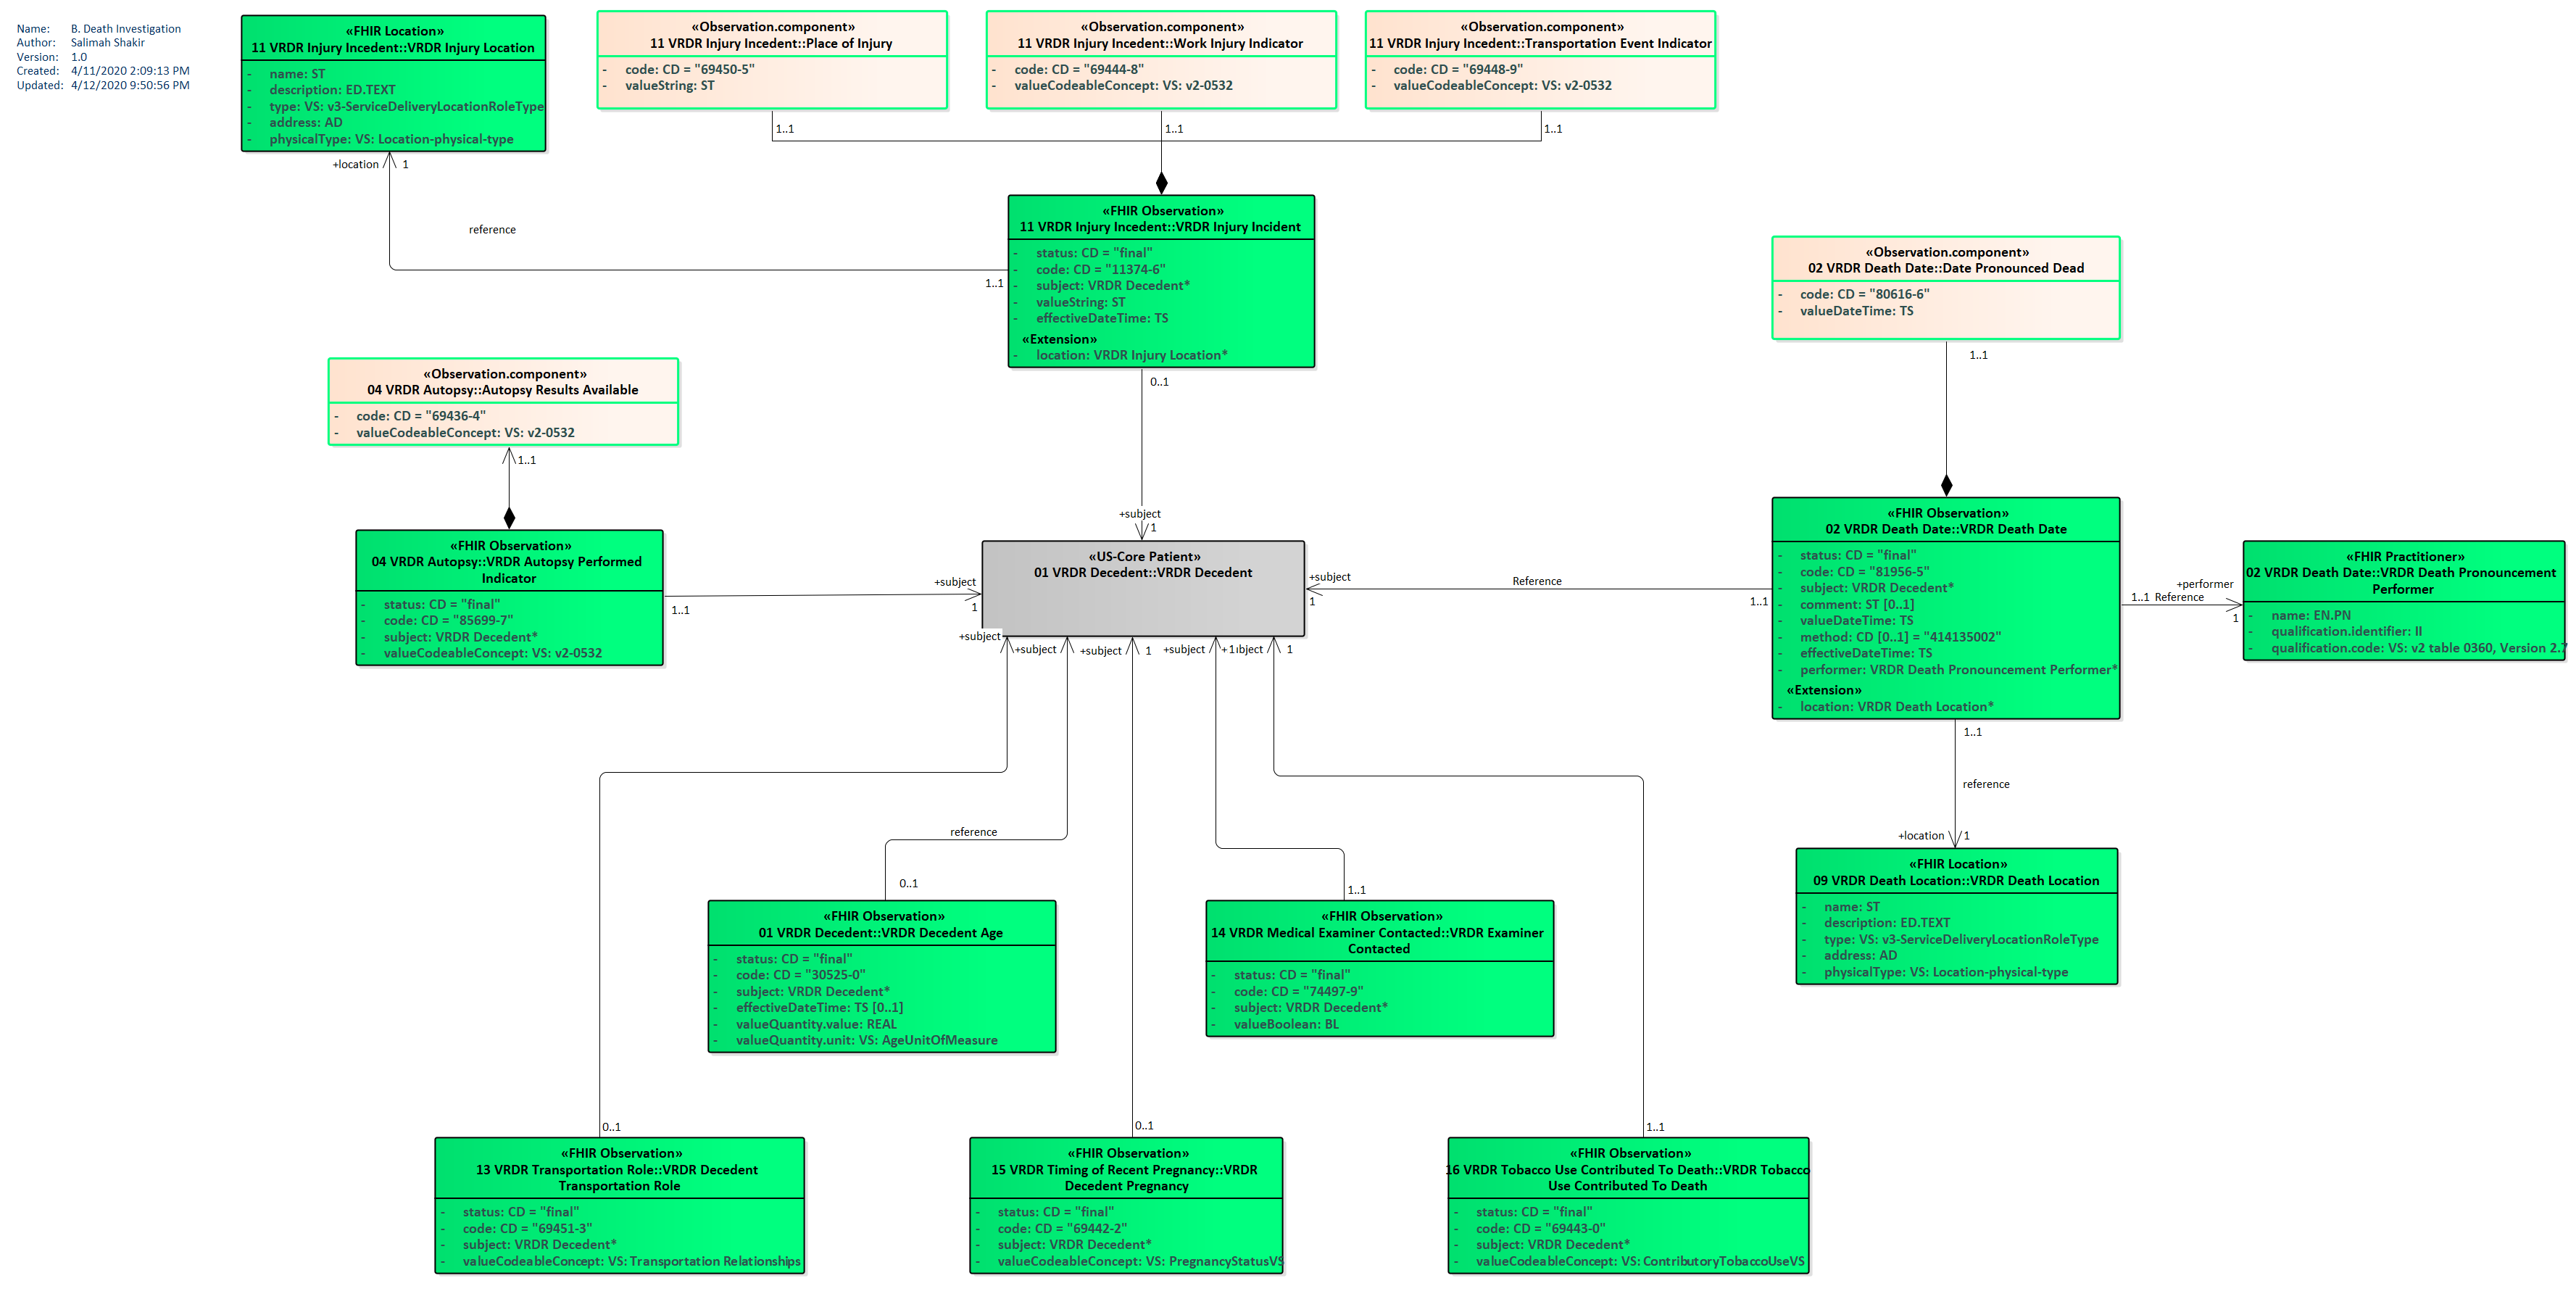 Name: B. Death Investigation
Author: Salimah Shakir
Version: 1.0
Created: 4/11/2020 2:09:13 PM
Updated: 4/12/2020 9:50:56 PM
«FHIR Location»
11 VRDR Injury Incedent::VRDR Injury Location
- name: ST
- description: ED.TEXT
- type: VS: v3-ServiceDeliveryLocationRoleType
- address: AD
- physicalType: VS: Location-physical-type
«Observation.component»
11 VRDR Injury Incedent::Place of Injury
- code: CD = "69450-5"
- valueString: ST
«Observation.component»
11 VRDR Injury Incedent::Work Injury Indicator
- code: CD = "69444-8"
- valueCodeableConcept: VS: v2-0532
«Observation.component»
11 VRDR Injury Incedent::Transportation Event Indicator
- code: CD = "69448-9"
- valueCodeableConcept: VS: v2-0532
1..1
1..1
1..1
+location 1
reference
1..1
«FHIR Observation»
11 VRDR Injury Incedent::VRDR Injury Incident
- status: CD = "final"
- code: CD = "11374-6"
- subject: VRDR Decedent*
- valueString: ST
- effectiveDateTime: TS
«Extension»
- location: VRDR Injury Location*
0..1
+subject
1
«Observation.component»
02 VRDR Death Date::Date Pronounced Dead
- code: CD = "80616-6"
- valueDateTime: TS
1..1
«Observation.component»
04 VRDR Autopsy::Autopsy Results Available
- code: CD = "69436-4"
- valueCodeableConcept: VS: v2-0532
1..1
«FHIR Observation»
04 VRDR Autopsy::VRDR Autopsy Performed
Indicator
- status: CD = "final"
- code: CD = "85699-7"
- subject: VRDR Decedent*
- valueCodeableConcept: VS: v2-0532
1..1
+subject
1
«US-Core Patient»
01 VRDR Decedent::VRDR Decedent
+subject
1
Reference
1..1
«FHIR Observation»
02 VRDR Death Date::VRDR Death Date
- status: CD = "final"
- code: CD = "81956-5"
- subject: VRDR Decedent*
- comment: ST [0..1]
- valueDateTime: TS
- method: CD [0..1] = "414135002"
- effectiveDateTime: TS
- performer: VRDR Death Pronouncement Performer*
«Extension»
- location: VRDR Death Location*
+performer
1..1 Reference
1
«FHIR Practitioner»
02 VRDR Death Date::VRDR Death Pronouncement
Performer
- name: EN.PN
- qualification.identifier: II
- qualification.code: VS: v2 table 0360, Version 2.7
+subject
+subject
+subject 1
+subject
+1ubject 1
1..1
reference
+location 1
«FHIR Location»
09 VRDR Death Location::VRDR Death Location
- name: ST
- description: ED.TEXT
- type: VS: v3-ServiceDeliveryLocationRoleType
- address: AD
- physicalType: VS: Location-physical-type
reference
0..1
«FHIR Observation»
01 VRDR Decedent::VRDR Decedent Age
- status: CD = "final"
- code: CD = "30525-0"
- subject: VRDR Decedent*
- effectiveDateTime: TS [0..1]
- valueQuantity.value: REAL
- valueQuantity.unit: VS: AgeUnitOfMeasure
1..1
«FHIR Observation»
14 VRDR Medical Examiner Contacted::VRDR Examiner
Contacted
- status: CD = "final"
- code: CD = "74497-9"
- subject: VRDR Decedent*
- valueBoolean: BL
0..1
«FHIR Observation»
13 VRDR Transportation Role::VRDR Decedent
Transportation Role
- status: CD = "final"
- code: CD = "69451-3"
- subject: VRDR Decedent*
- valueCodeableConcept: VS: Transportation Relationships
0..1
«FHIR Observation»
15 VRDR Timing of Recent Pregnancy::VRDR
Decedent Pregnancy
- status: CD = "final"
- code: CD = "69442-2"
- subject: VRDR Decedent*
- valueCodeableConcept: VS: PregnancyStatusVS
1..1
«FHIR Observation»
16 VRDR Tobacco Use Contributed To Death::VRDR Tobacco
Use Contributed To Death
- status: CD = "final"
- code: CD = "69443-0"
- subject: VRDR Decedent*
- valueCodeableConcept: VS: ContributoryTobaccoUseVS